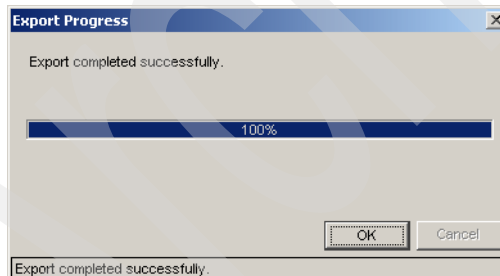 Export Progress
Export completed successfully.
100%
OK Cancel
Export completed successfully.